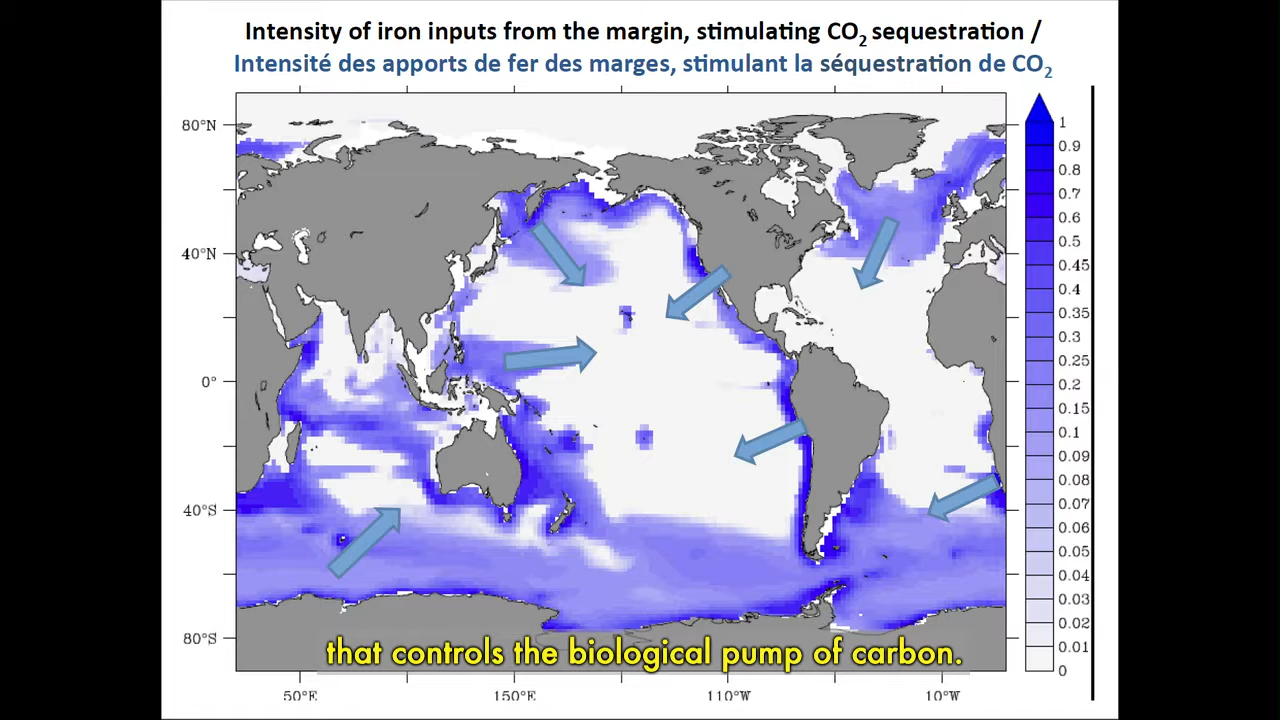 Intensity of iron inputs from the margin, stimulating CO2 sequestration /
Intensité des apports de fer des marges, stimulant la séquestration de CO2
80°N
40°N
0°
40°S
80°S
50°E
150°E
110°W
10°W
1
0.9
0.8
0.7
0.6
0.5
0.45
0.4
0.35
0.3
0.25
0.2
0.15
0.1
0.09
0.08
0.07
0.06
0.05
0.04
0.03
0.02
0.01
0
that controls the biological pump of carbon.